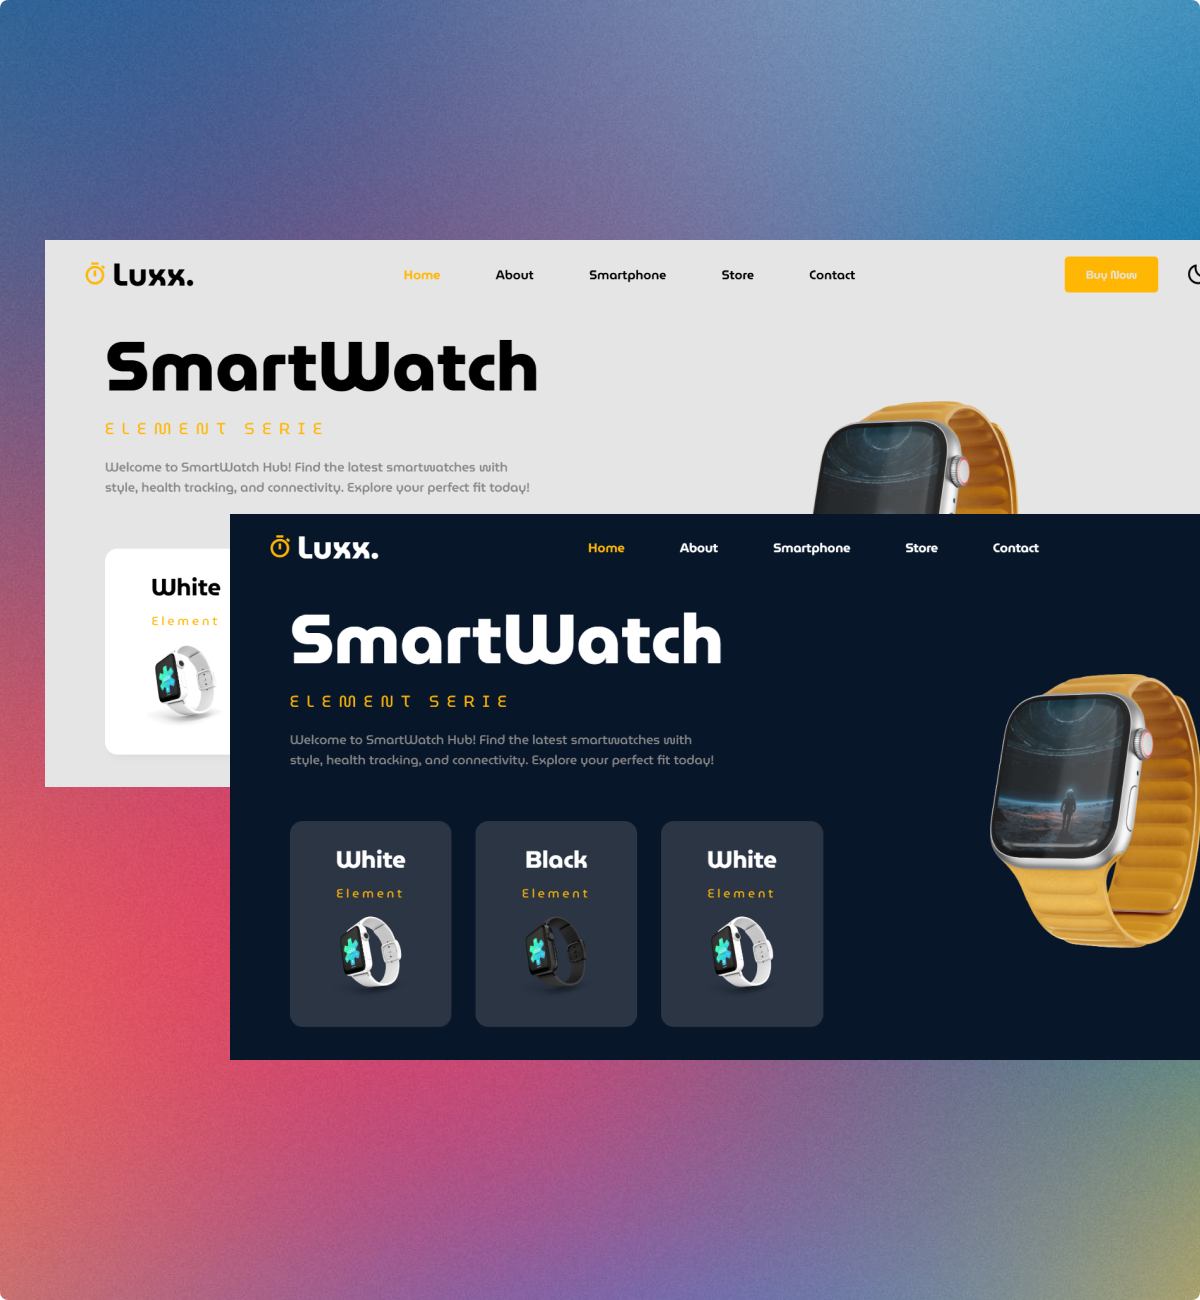 Luxx.
Home About Smartphone Store Contact Buy Now
SmartWatch
ELEMENT SERIE
Welcome to SmartWatch Hub! Find the latest smartwatches with
style, health tracking, and connectivity. Explore your perfect fit today!
White
Element
Luxx.
Home About Smartphone Store Contact
SmartWatch
ELEMENT SERIE
Welcome to SmartWatch Hub! Find the latest smartwatches with
style, health tracking, and connectivity. Explore your perfect fit today!
White
Element
Black
Element
White
Element